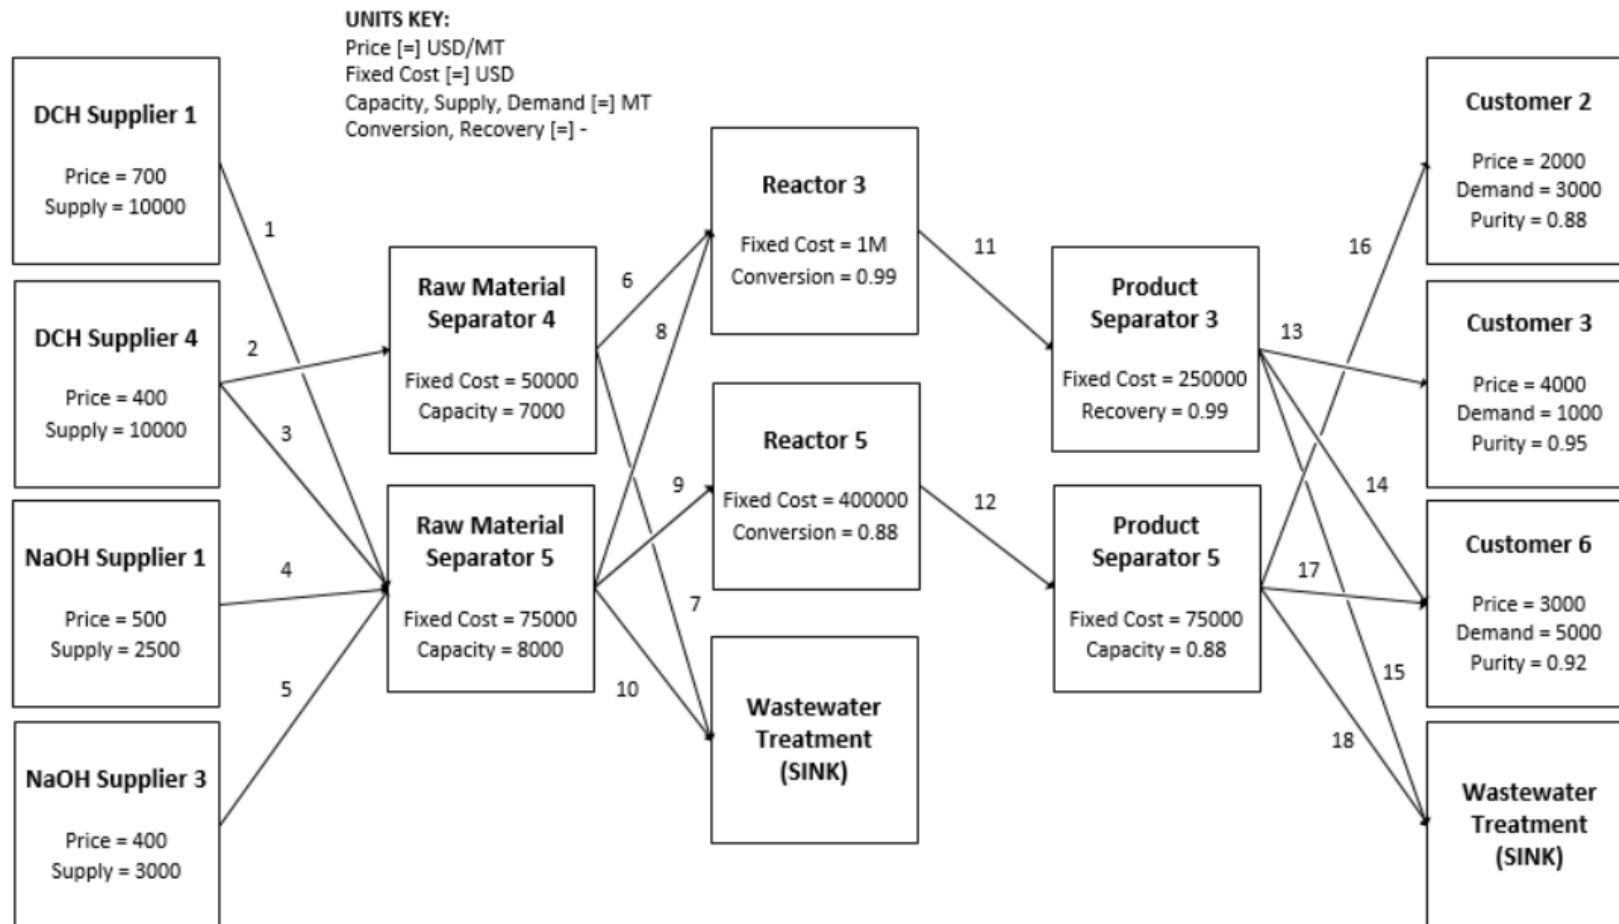 UNITS KEY:
Price [=] USD/MT
Fixed Cost [=] USD
Capacity, Supply, Demand [=] MT
Conversion, Recovery [=] -
DCH Supplier 1
Price = 700
Supply = 10000
DCH Supplier 4
Price = 400
Supply = 10000
NaOH Supplier 1
Price = 500
Supply = 2500
NaOH Supplier 3
Price = 400
Supply = 3000
1
2
3
4
5
Raw Material
Separator 4
Fixed Cost = 50000
Capacity = 7000
Raw Material
Separator 5
Fixed Cost = 75000
Capacity = 8000
6
8
9
7
10
Reactor 3
Fixed Cost = 1M
Conversion = 0.99
Reactor 5
Fixed Cost = 400000
Conversion = 0.88
Wastewater
Treatment
(SINK)
11
12
Product
Separator 3
Fixed Cost = 250000
Recovery = 0.99
Product
Separator 5
Fixed Cost = 75000
Capacity = 0.88
16
13
14
17
15
18
Customer 2
Price = 2000
Demand = 3000
Purity = 0.88
Customer 3
Price = 4000
Demand = 1000
Purity = 0.95
Customer 6
Price = 3000
Demand = 5000
Purity = 0.92
Wastewater
Treatment
(SINK)